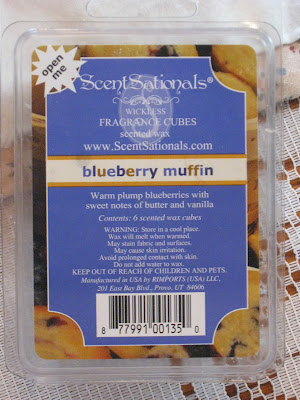 open
me
ScentSationals®
WICKLESS
FRAGRANCE CUBES
scented wax
www.ScentSationals.com
blueberry muffin
Warm plump blueberries with
sweet notes of butter and vanilla
Contents: 6 scented wax cubes
WARNING: Store in a cool place.
Wax will melt when warmed.
May stain fabric and surfaces.
May cause skin irritation.
Avoid prolonged contact with skin.
Do not add water to wax.
KEEP OUT OF REACH OF CHILDREN AND PETS.
Manufactured in USA by RIMPORTS (USA) LLC,
201 East Bay Blvd., Provo, UT 84606
8 77991 00135 0